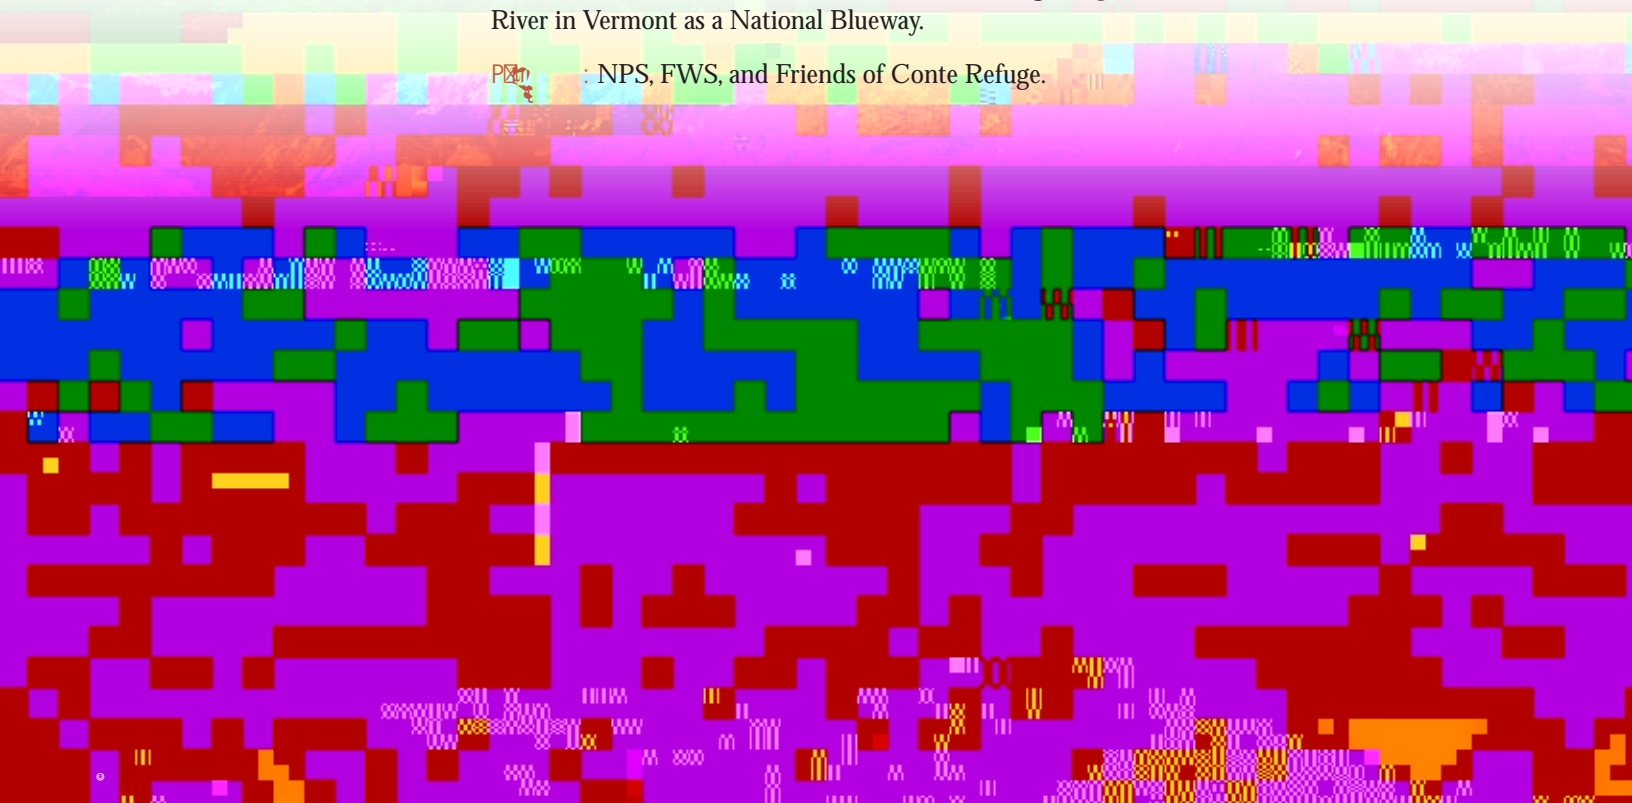 River in Vermont as a National Blueway.
: NPS, FWS, and Friends of Conte Refuge.
©